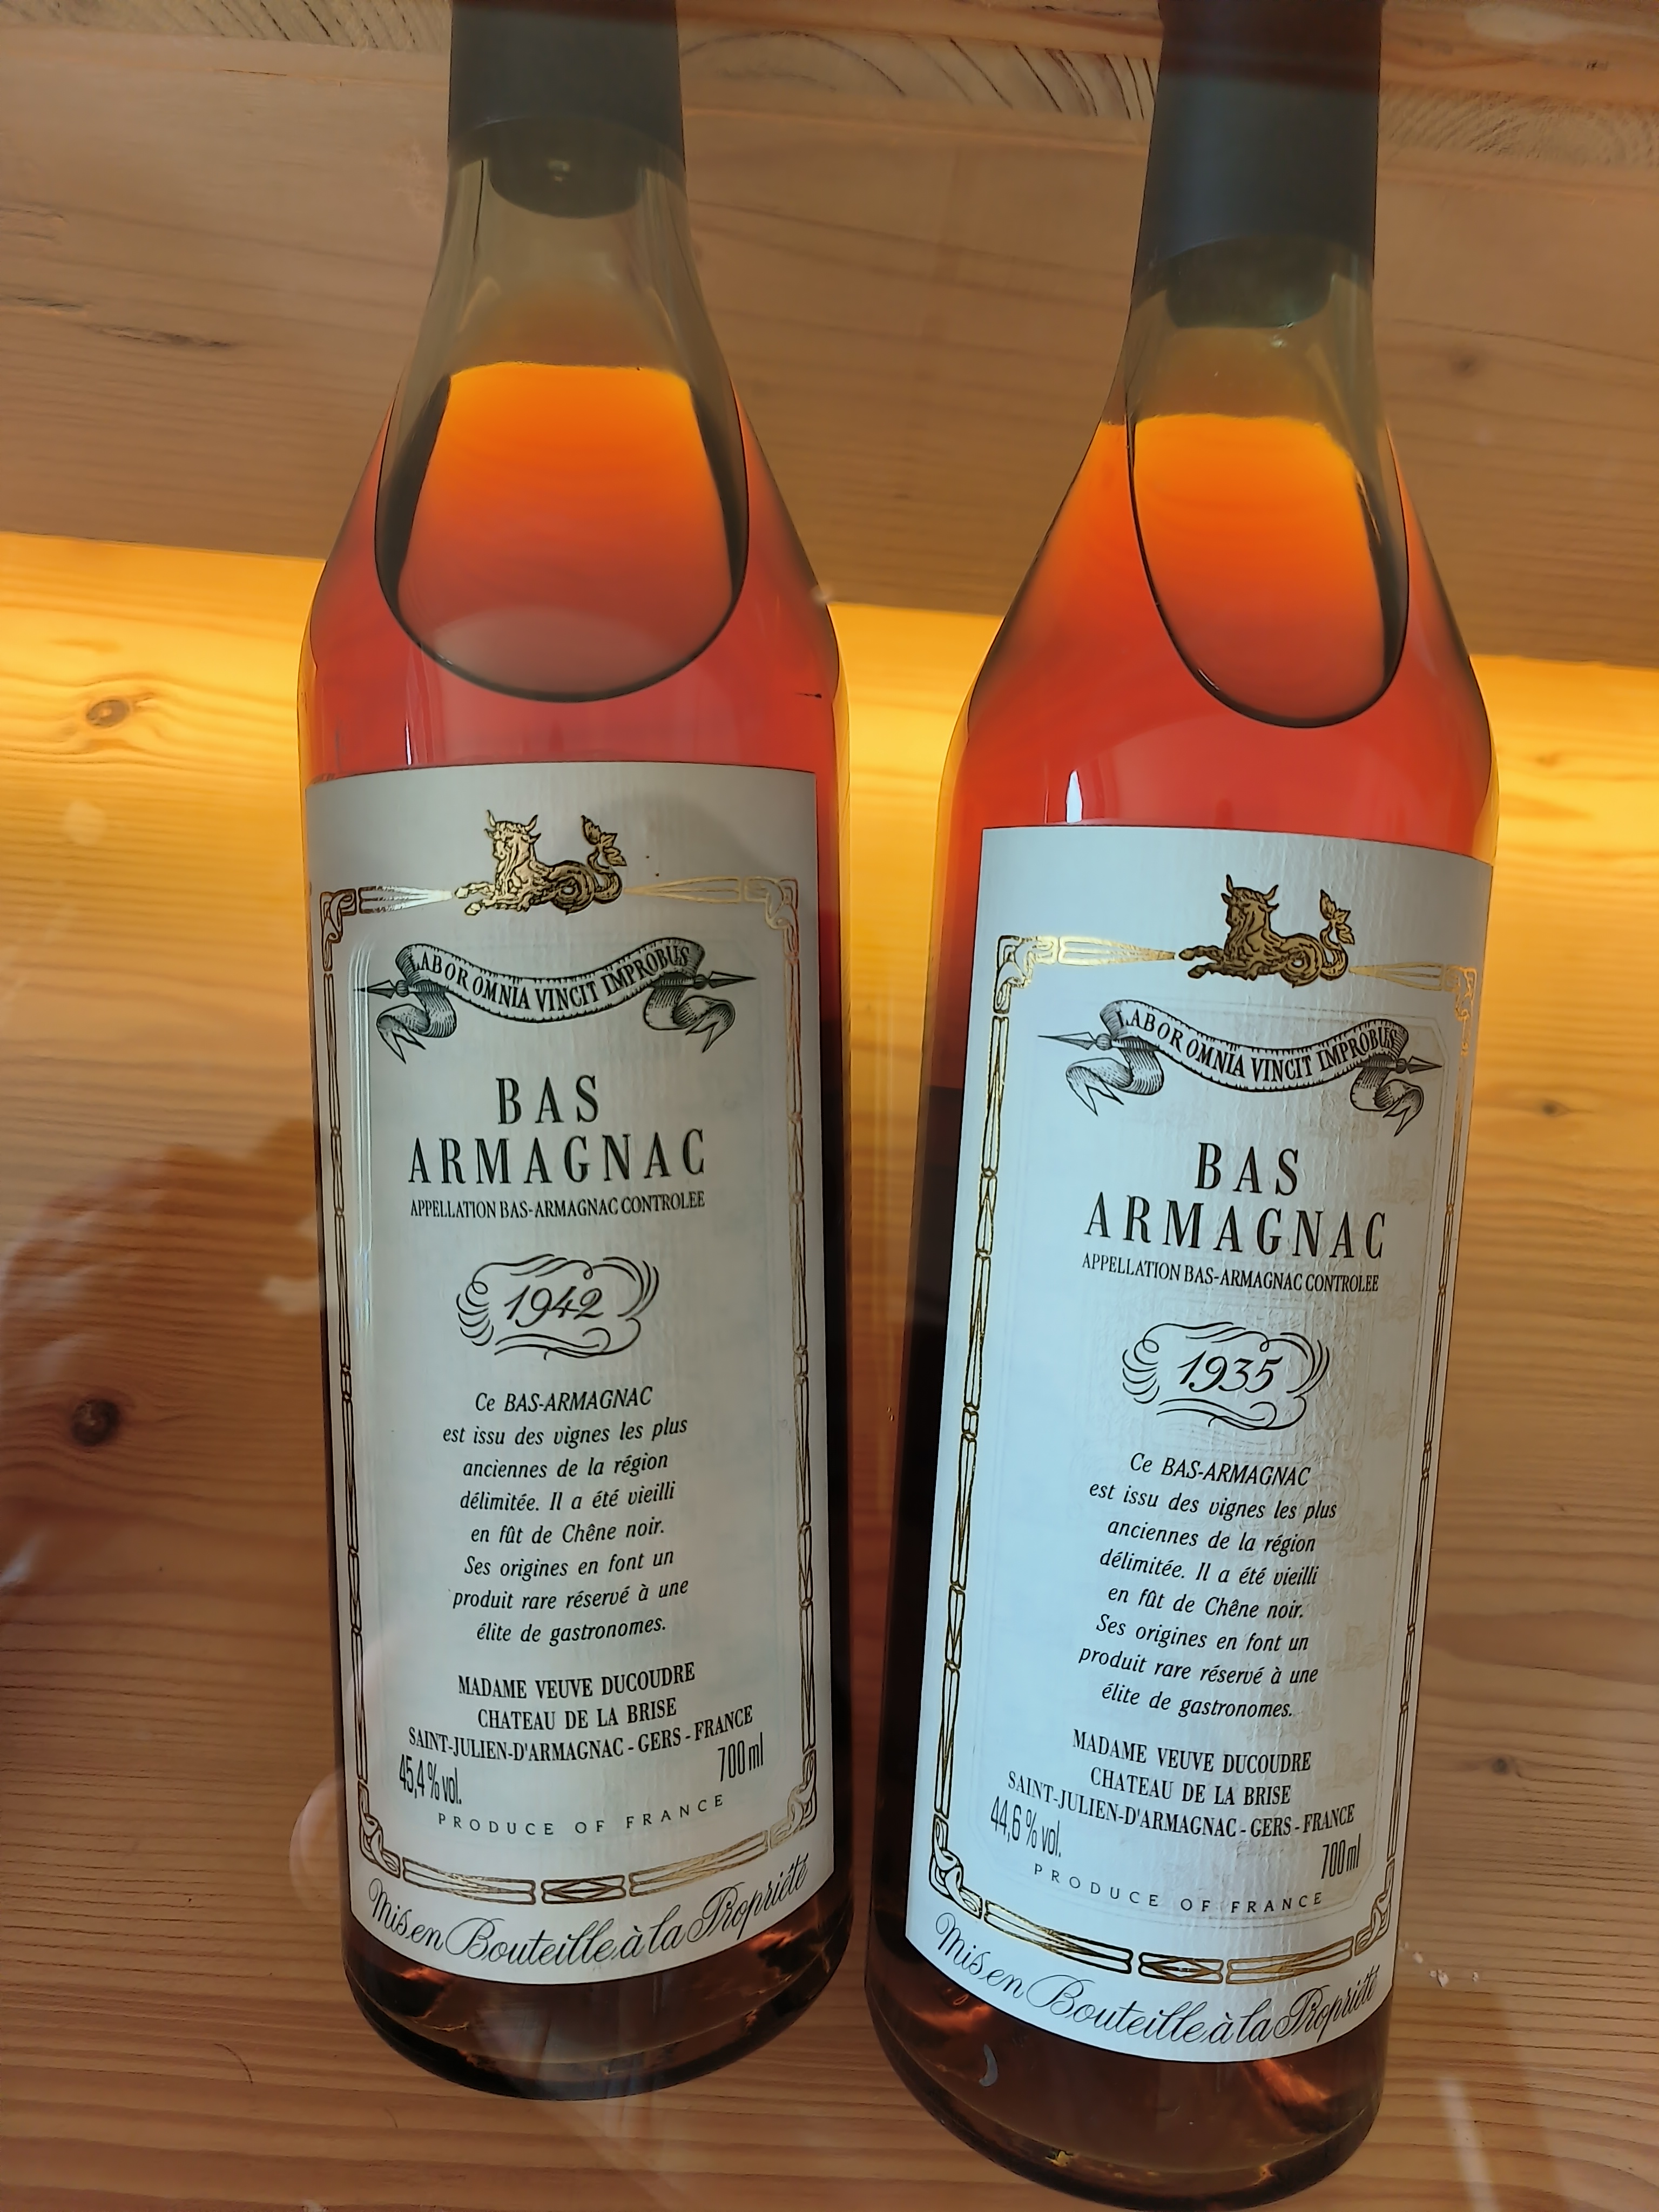 LABOR OMNIA VINCIT IMPROBUS
BAS
ARMAGNAC
APPELLATION BAS-ARMAGNAC CONTROLEE
1942
Ce BAS-ARMAGNAC
est issu des vignes les plus
anciennes de la région
délimitée. Il a été vieilli
en fût de Chêne noir.
Ses origines en font un
produit rare réservé à une
élite de gastronomes.
MADAME VEUVE DUCOUDRE
CHATEAU DE LA BRISE
SAINT-JULIEN-D'ARMAGNAC - GERS - FRANCE
45,4 % vol. 700 ml
PRODUCE OF FRANCE
Mis en Bouteille à la Propriété
LABOR OMNIA VINCIT IMPROBUS
BAS
ARMAGNAC
APPELLATION BAS-ARMAGNAC CONTROLEE
1935
Ce BAS-ARMAGNAC
est issu des vignes les plus
anciennes de la région
délimitée. Il a été vieilli
en fût de Chêne noir.
Ses origines en font un
produit rare réservé à une
élite de gastronomes.
MADAME VEUVE DUCOUDRE
CHATEAU DE LA BRISE
SAINT-JULIEN-D'ARMAGNAC - GERS - FRANCE
44,6 % vol. 700 ml
PRODUCE OF FRANCE
Mis en Bouteille à la Propriété